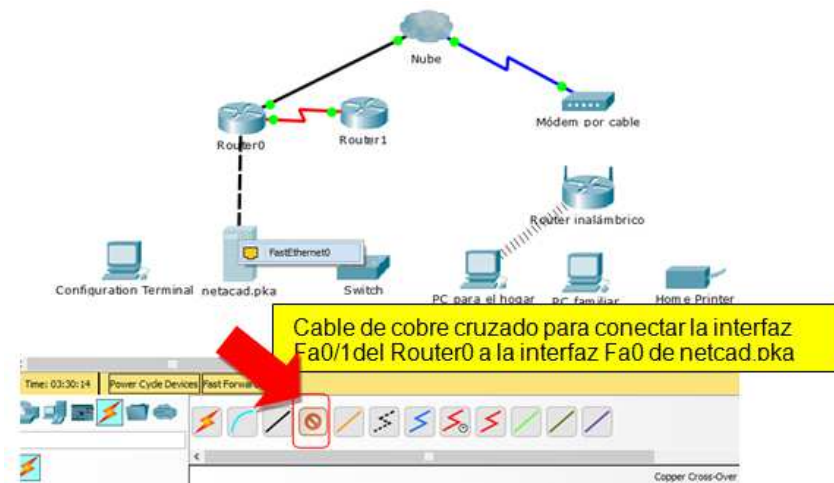 Nube
Módem por cable
Router0
Router1
Router inalámbrico
FastEthernet0
Configuration Terminal
netacad.pka
Switch
PC para el hogar
PC familiar
Home Printer
Cable de cobre cruzado para conectar la interfaz
Fa0/1del Router0 a la interfaz Fa0 de netcad.pka
Time: 03:30:14
Power Cycle Devices
Fast Forward
Copper Cross-Over